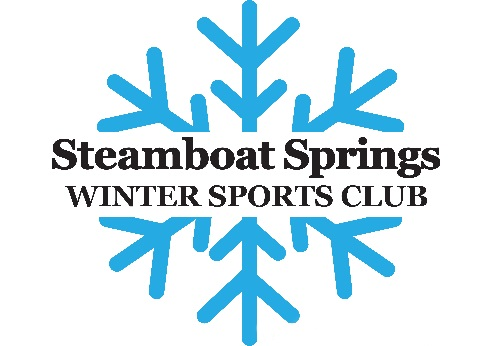 Steamboat Springs
WINTER SPORTS CLUB